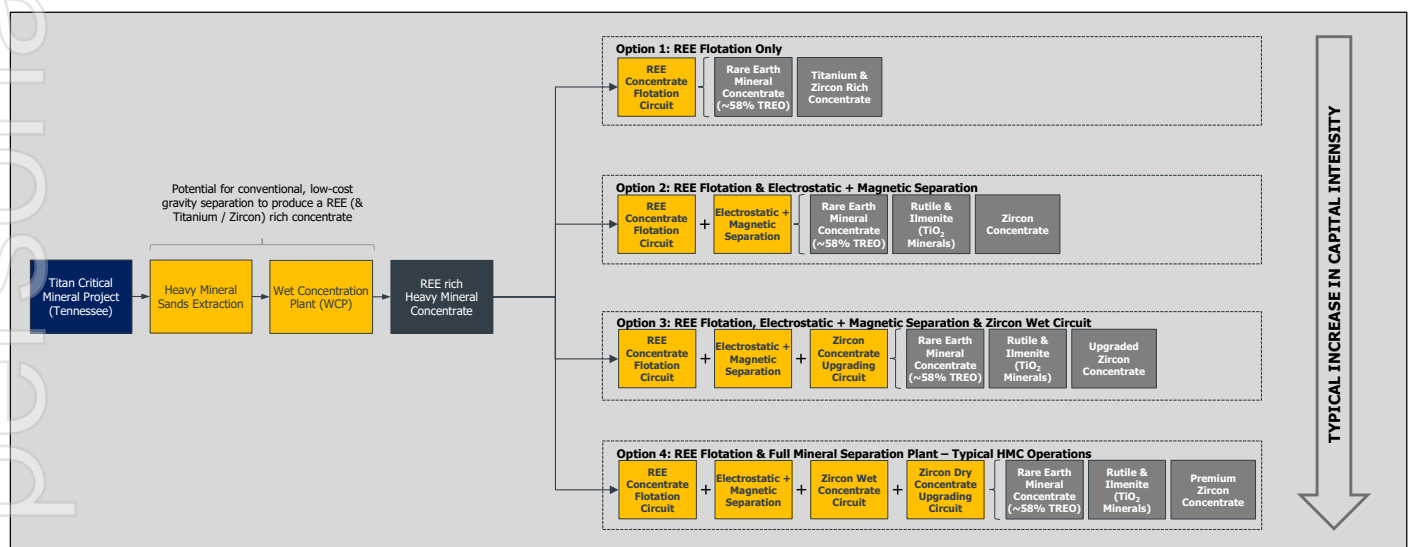 Option 1: REE Flotation Only
REE
Concentrate
Flotation
Circuit
Rare Earth
Mineral
Concentrate
(~58% TREO)
Titanium &
Zircon Rich
Concentrate
Potential for conventional, low-cost
gravity separation to produce a REE (&
Titanium / Zircon) rich concentrate
Titan Critical
Mineral Project
(Tennessee)
Heavy Mineral
Sands Extraction
Wet Concentration
Plant (WCP)
REE rich
Heavy Mineral
Concentrate
Option 2: REE Flotation & Electrostatic + Magnetic Separation
REE
Concentrate
Flotation
Circuit
+
Electrostatic +
Magnetic
Separation
Rare Earth
Mineral
Concentrate
(~58% TREO)
Rutile &
Ilmenite
(TiO2
Minerals)
Zircon
Concentrate
Option 3: REE Flotation, Electrostatic + Magnetic Separation & Zircon Wet Circuit
REE
Concentrate
Flotation
Circuit
+
Electrostatic +
Magnetic
Separation
+
Zircon
Concentrate
Upgrading
Circuit
Rare Earth
Mineral
Concentrate
(~58% TREO)
Rutile &
Ilmenite
(TiO2
Minerals)
Upgraded
Zircon
Concentrate
Option 4: REE Flotation & Full Mineral Separation Plant – Typical HMC Operations
REE
Concentrate
Flotation
Circuit
+
Electrostatic +
Magnetic
Separation
+
Zircon Wet
Concentrate
Circuit
+
Zircon Dry
Concentrate
Upgrading
Circuit
Rare Earth
Mineral
Concentrate
(~58% TREO)
Rutile &
Ilmenite
(TiO2
Minerals)
Premium
Zircon
Concentrate
TYPICAL INCREASE IN CAPITAL INTENSITY